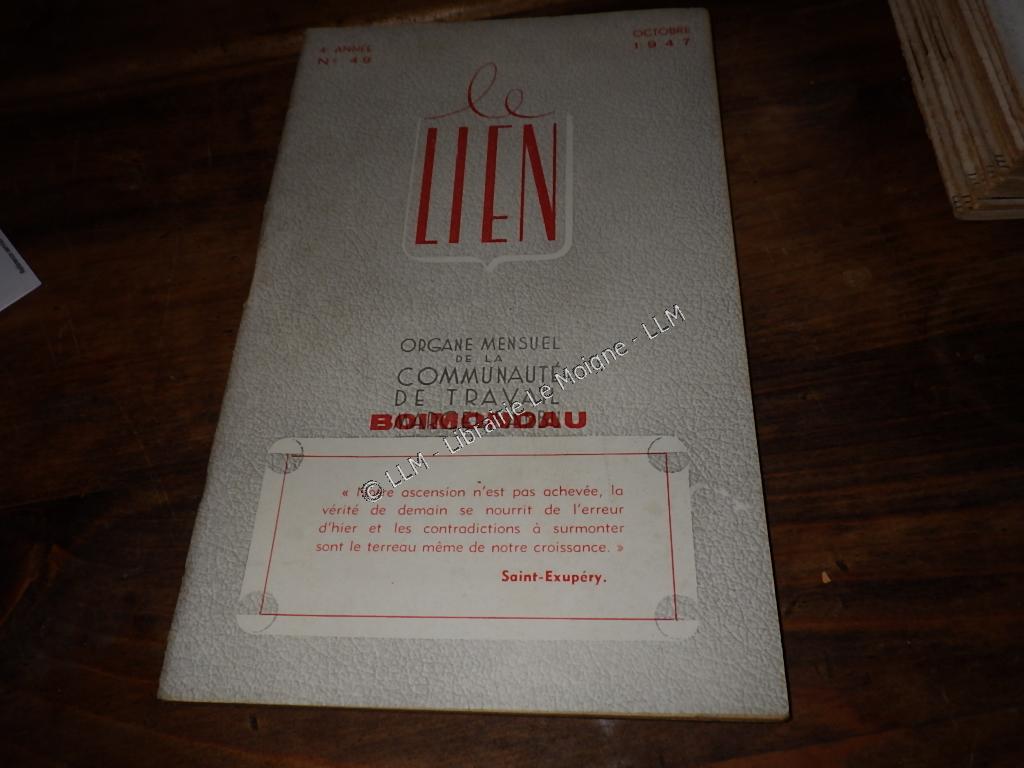 4e ANNÉE
N° 49
OCTOBRE
1947
le
LIEN
ORGANE MENSUEL
DE LA
COMMUNAUTÉ
DE TRAVAIL
BOIMONDAU
« Notre ascension n'est pas achevée, la
vérité de demain se nourrit de l'erreur
d'hier et les contradictions à surmonter
sont le terreau même de notre croissance. »
Saint-Exupéry.
© LLM - Librairie Le Moigne - LLM